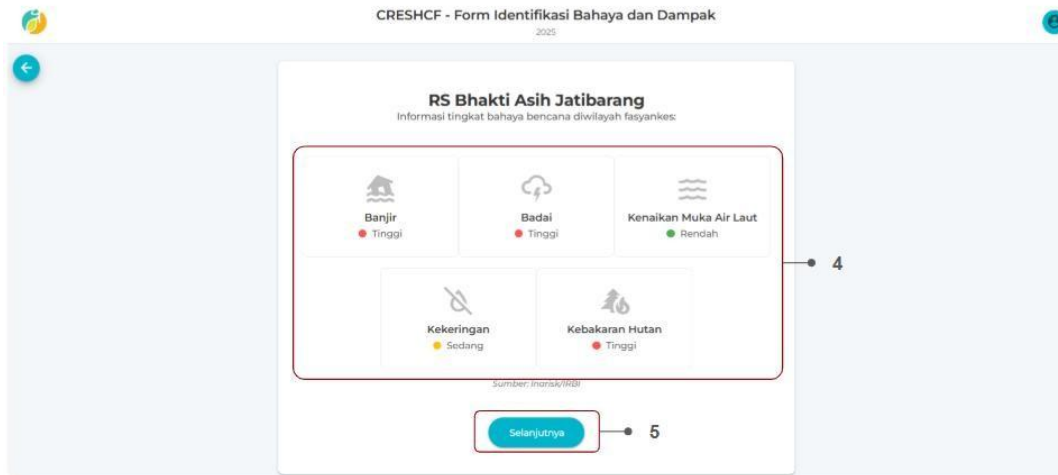 CRESHCF - Form Identifikasi Bahaya dan Dampak
2025
RS Bhakti Asih Jatibarang
Informasi tingkat bahaya bencana diwilayah fasyankes:
Banjir
Tinggi
Badai
Tinggi
Kenaikan Muka Air Laut
Rendah
4
Kekeringan
Sedang
Kebakaran Hutan
Tinggi
Sumber: Inarisk/IRBI
Selanjutnya
5